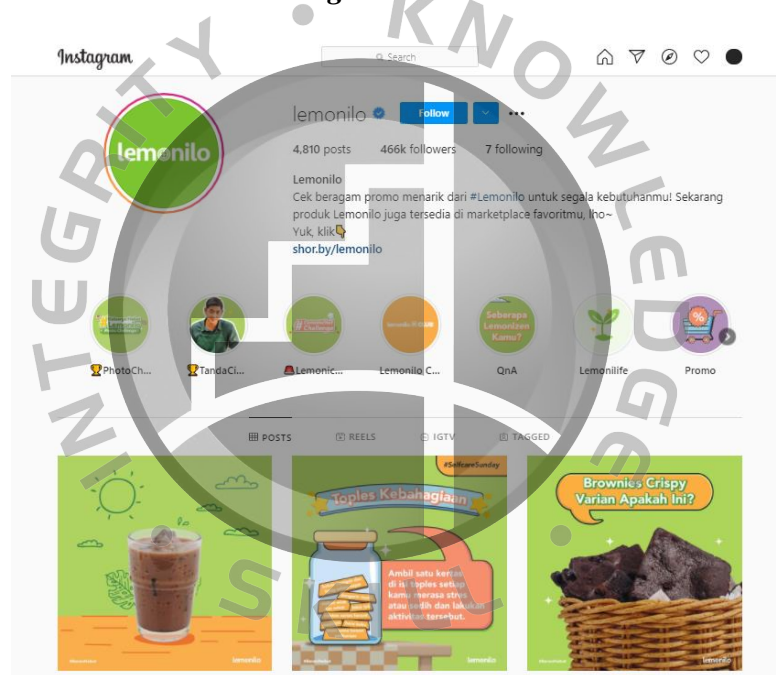 Instagram
Search
lemonilo
Follow
4,810 posts 466k followers 7 following
Lemonilo
Cek beragam promo menarik dari #Lemonilo untuk segala kebutuhanmu! Sekarang
produk Lemonilo juga tersedia di marketplace favoritmu, lho~
Yuk, klik👇
shor.by/lemonilo
lemonilo
Seberapa
Lemonizen
Kamu?
🏆PhotoCh...
🏆TandaCi...
Lemonic...
Lemonilo C...
QnA
Lemonilife
Promo
POSTS
REELS
IGTV
TAGGED
#SelfcareSunday
Toples Kebahagiaan
Ambil satu kertas
di isi toples setiap
kamu merasa stres
atau sedih dan lakukan
aktivitas tersebut.
lemonilo
lemonilo
Brownies Crispy
Varian Apakah Ini?
lemonilo
INTEGRITY • KNOWLEDGE •